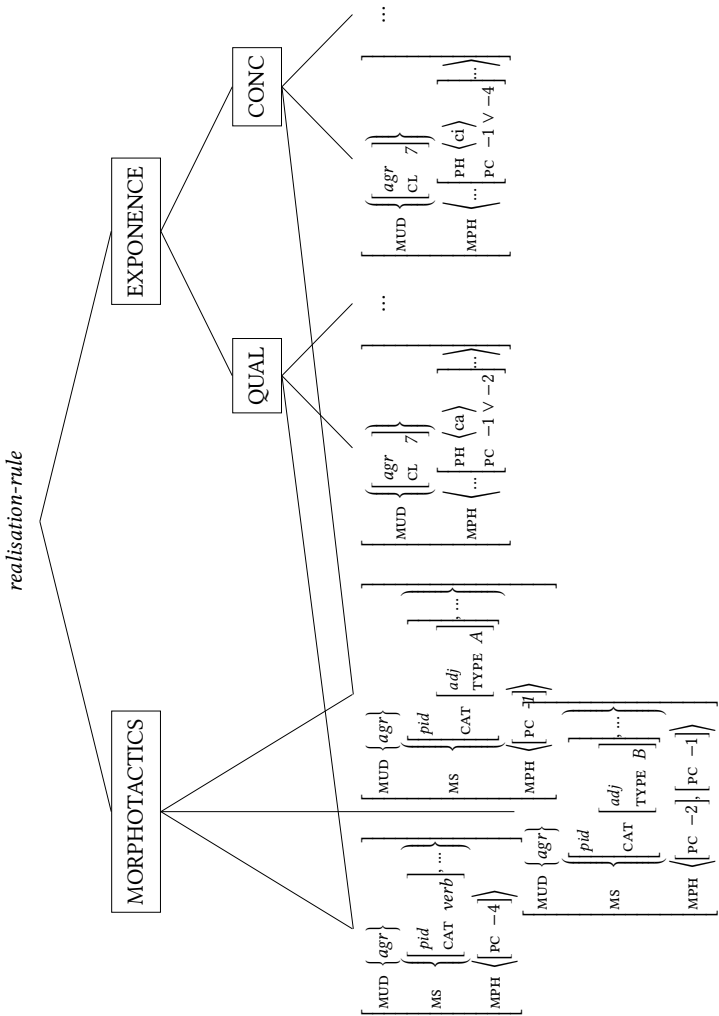 realisation-rule
MORPHOTACTICS
EXPONENCE
QUAL
CONC
MUD {agr}
MS {[pid
CAT verb], ...}
MPH ⟨[PC −4]⟩
MUD {agr}
MS {[pid
CAT [adj
TYPE A]], ...}
MPH ⟨[PC -1]⟩
MUD {[agr
CL 7]}
MPH ⟨... [PH ⟨ca⟩
PC −1 ∨ −2] ...⟩
...
MUD {[agr
CL 7]}
MPH ⟨... [PH ⟨ci⟩
PC −1 ∨ −4] ...⟩
...
MUD {agr}
MS {[pid
CAT [adj
TYPE B]], ...}
MPH ⟨[PC −2], [PC −1]⟩